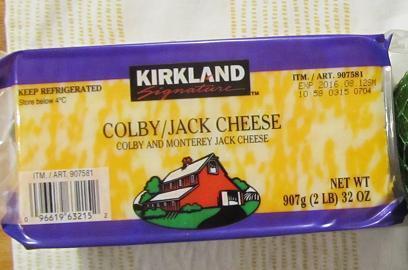 KEEP REFRIGERATED
Store below 4°C
KIRKLAND
Signature™
ITM. / ART. 907581
EXP 2016 08.12SM
10:58 0315 0704
COLBY/JACK CHEESE
COLBY AND MONTEREY JACK CHEESE
ITM. / ART. 907581
0 96619 63215 2
NET WT
907g (2 LB) 32 OZ